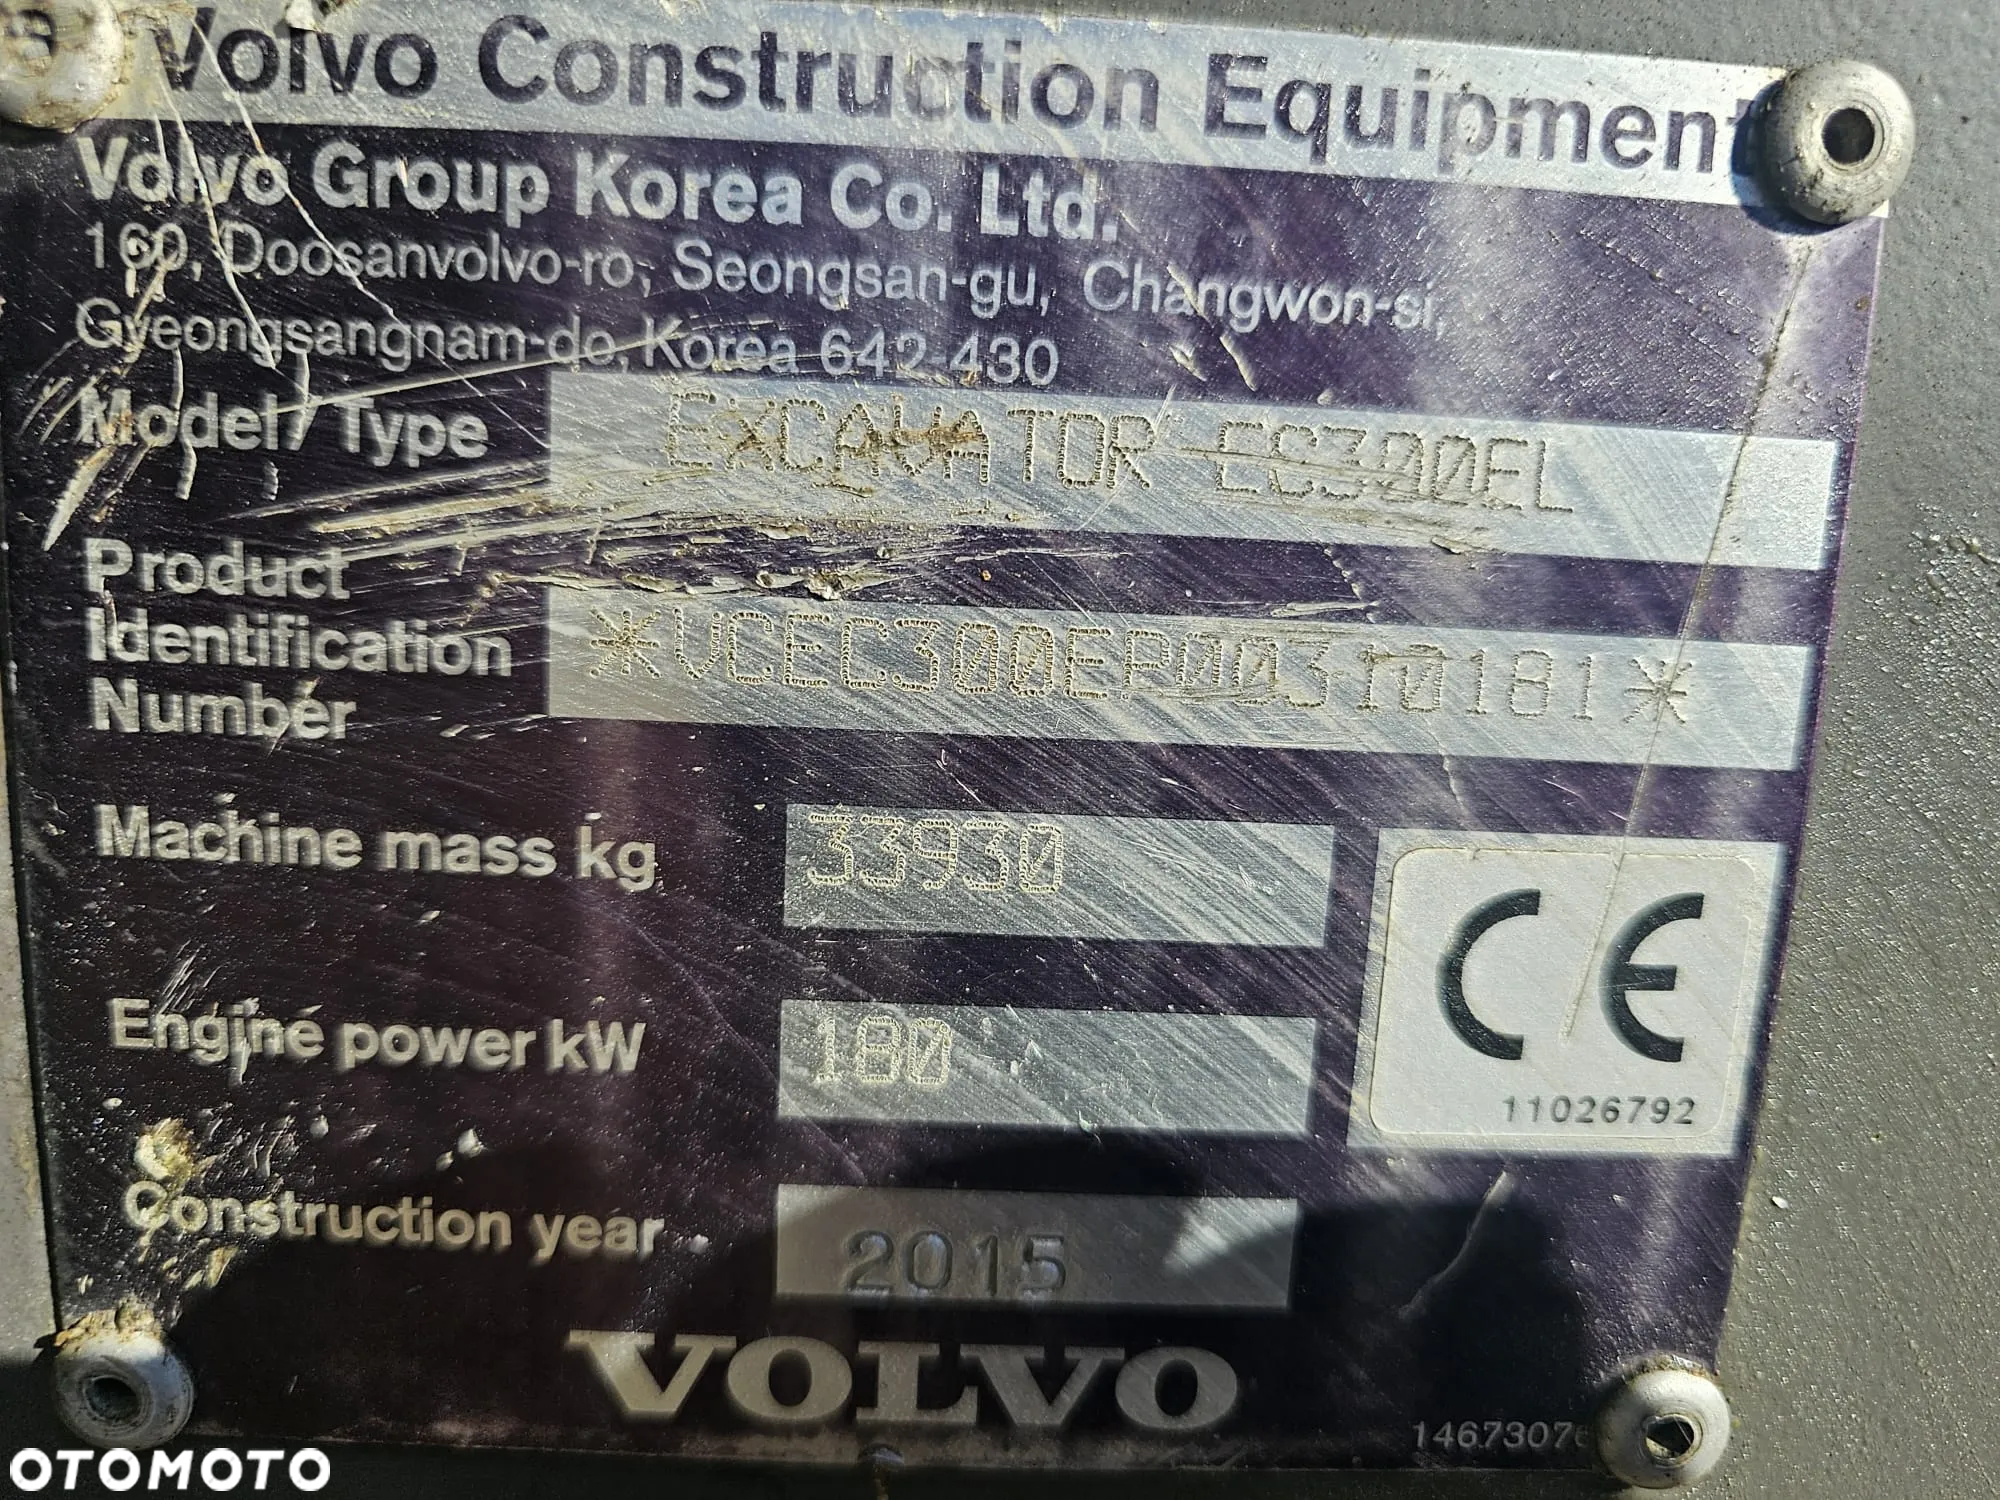 Volvo Construction Equipment
Volvo Group Korea Co. Ltd.
160, Doosanvolvo-ro, Seongsan-gu, Changwon-si,
Gyeongsangnam-do, Korea 642-430
Model / Type EXCAVATOR EC300EL
Product
Identification *VCEC300EP00310181*
Number
Machine mass kg 33930
Engine power kW 180
CE
11026792
Construction year 2015
VOLVO
OTOMOTO